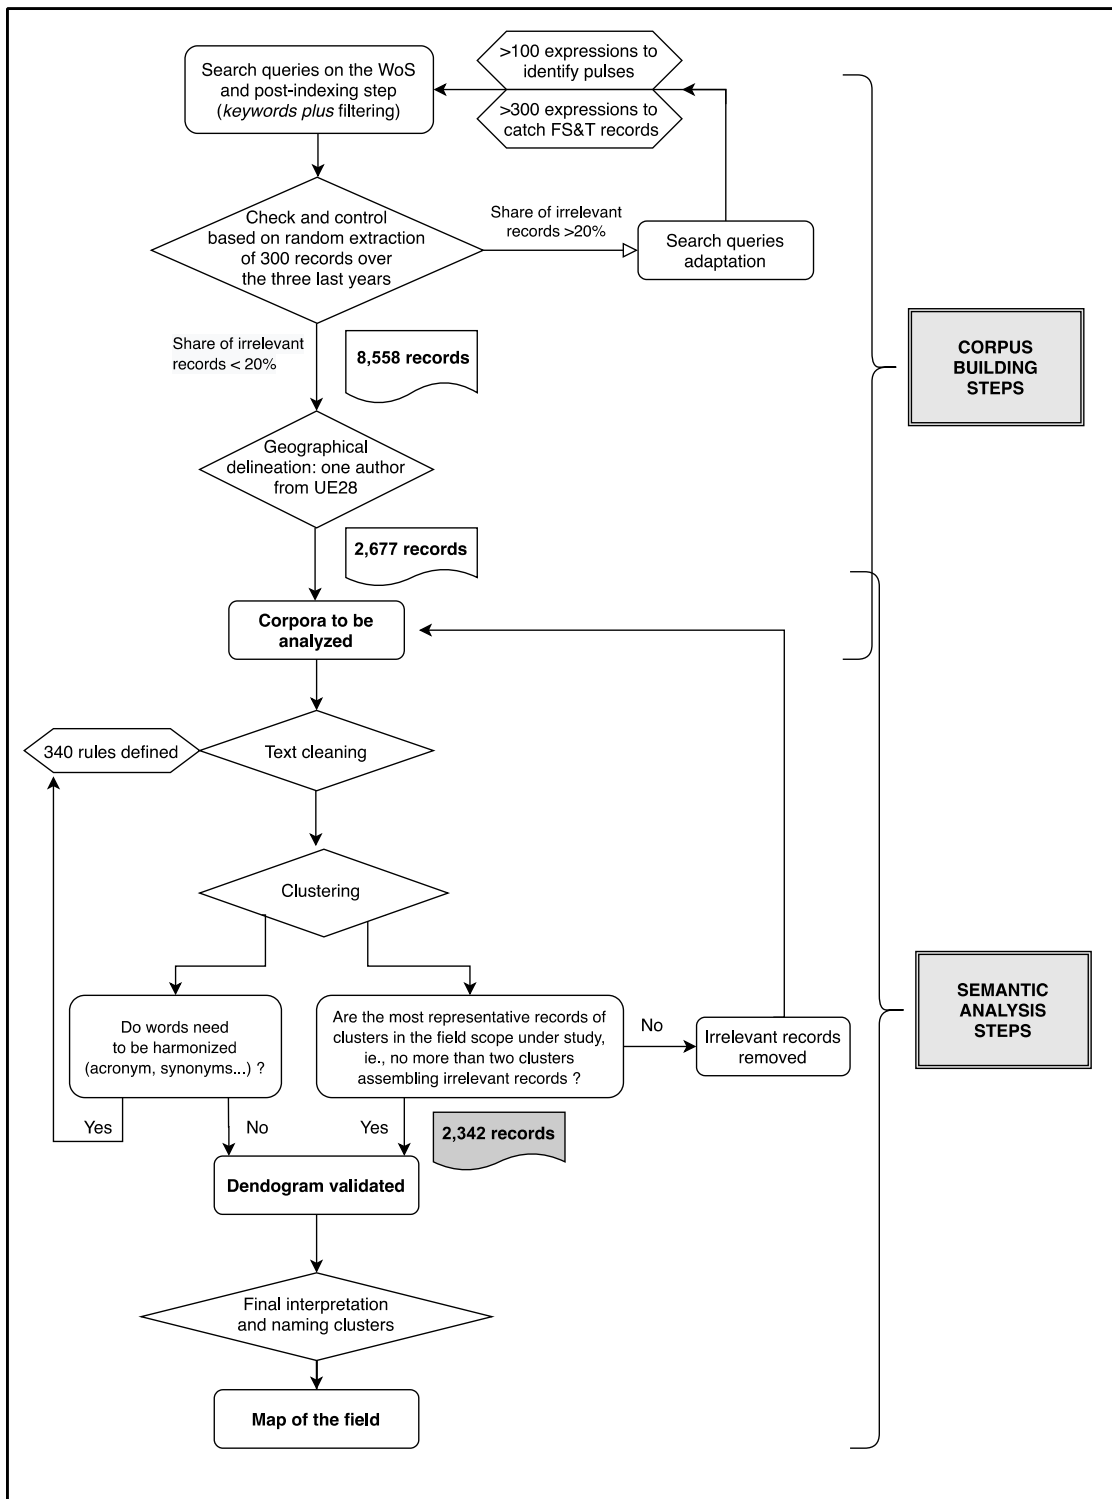 >100 expressions to
identify pulses
Search queries on the WoS
and post-indexing step
(keywords plus filtering)
>300 expressions to
catch FS&T records
Check and control
based on random extraction
of 300 records over
the three last years
Share of irrelevant
records >20%
Search queries
adaptation
Share of irrelevant
records < 20%
8,558 records
CORPUS
BUILDING
STEPS
Geographical
delineation: one author
from UE28
2,677 records
Corpora to be
analyzed
340 rules defined
Text cleaning
Clustering
Do words need
to be harmonized
(acronym, synonyms...) ?
Are the most representative records of
clusters in the field scope under study,
ie., no more than two clusters
assembling irrelevant records ?
No
Irrelevant records
removed
SEMANTIC
ANALYSIS
STEPS
Yes
No
Yes
2,342 records
Dendogram validated
Final interpretation
and naming clusters
Map of the field